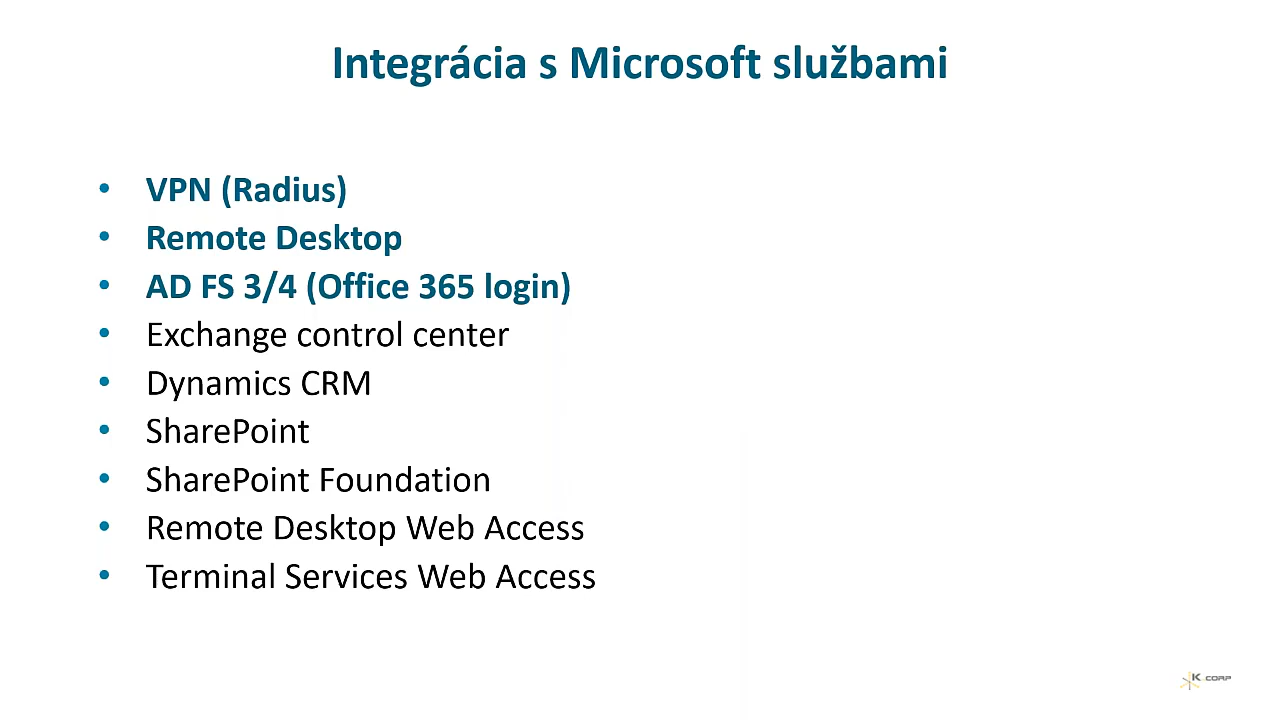 Integrácia s Microsoft službami
• VPN (Radius)
• Remote Desktop
• AD FS 3/4 (Office 365 login)
• Exchange control center
• Dynamics CRM
• SharePoint
• SharePoint Foundation
• Remote Desktop Web Access
• Terminal Services Web Access
K CORP